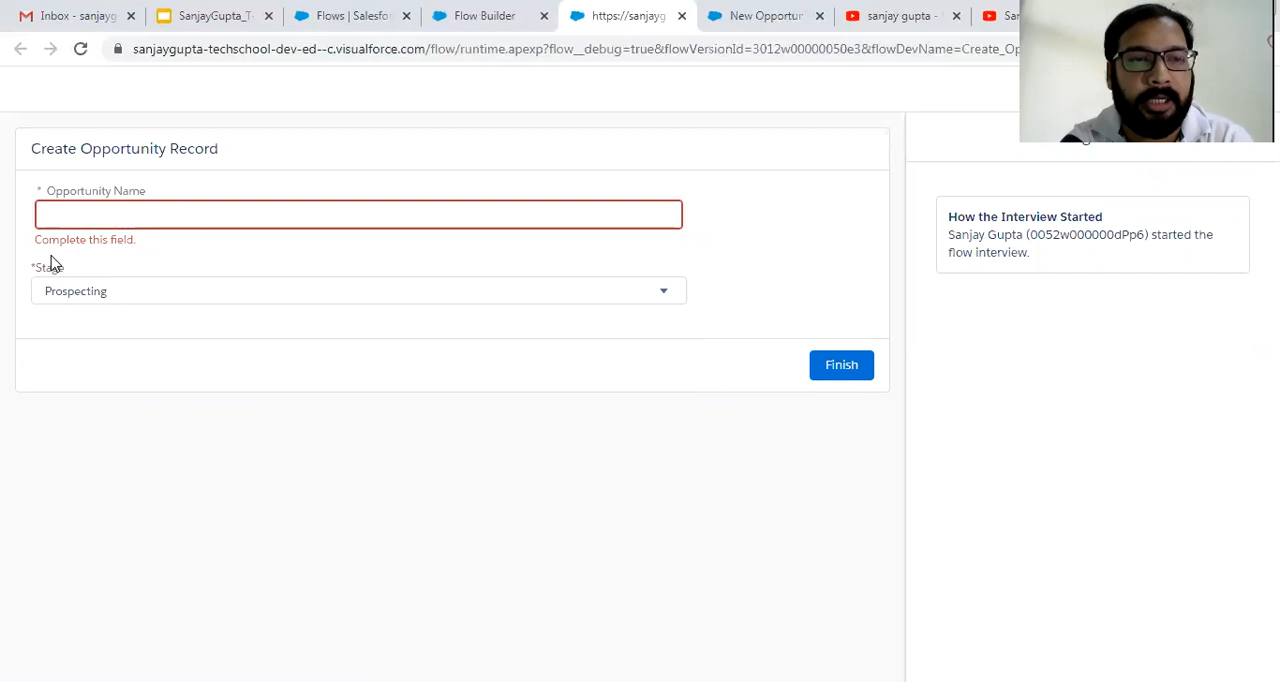 Inbox - sanjayg
SanjayGupta_T
Flows | Salesfo
Flow Builder
https://sanjayg
New Opportur
sanjay gupta -
San
sanjaygupta-techschool-dev-ed--c.visualforce.com/flow/runtime.apexp?flow__debug=true&flowVersionId=3012w00000050e3&flowDevName=Create_Op
Create Opportunity Record
* Opportunity Name
Complete this field.
*Stage
Prospecting
Finish
How the Interview Started
Sanjay Gupta (0052w000000dPp6) started the
flow interview.